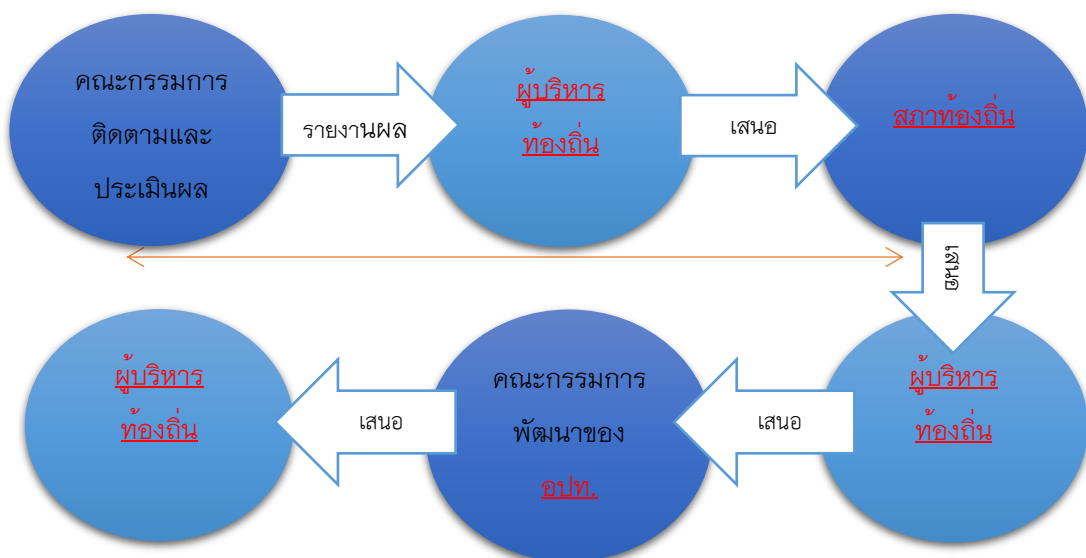 คณะกรรมการ
ติดตามและ
ประเมินผล
รายงานผล
ผู้บริหาร
ท้องถิ่น
เสนอ
สภาท้องถิ่น
เสนอ
ผู้บริหาร
ท้องถิ่น
เสนอ
คณะกรรมการ
พัฒนาของ
อปท.
เสนอ
ผู้บริหาร
ท้องถิ่น